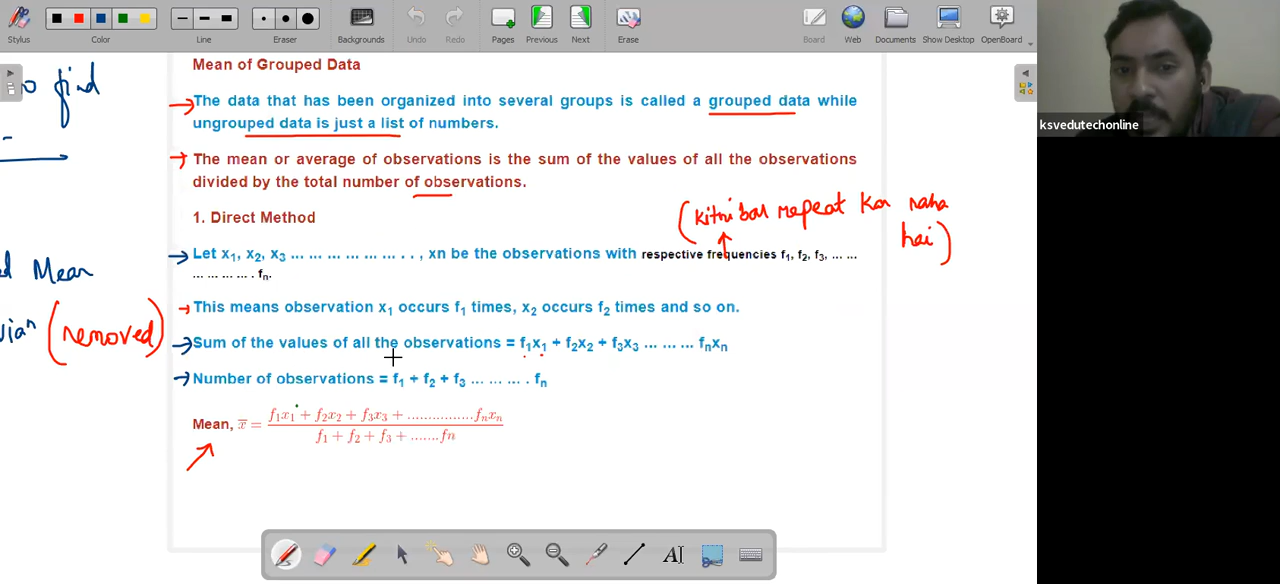 Stylus Color Line Eraser Backgrounds Undo Redo Pages Previous Next Erase Board Web Documents Show Desktop OpenBoard
find
Mean of Grouped Data
The data that has been organized into several groups is called a grouped data while
ungrouped data is just a list of numbers.
The mean or average of observations is the sum of the values of all the observations
divided by the total number of observations.
1. Direct Method
(kitni bar repeat kar raha
hai)
Let x₁, x₂, x₃ ... ... ... ... ... ... . . , xn be the observations with respective frequencies f₁, f₂, f₃, ... ...
... ... ... ... . fₙ.
Mean
This means observation x₁ occurs f₁ times, x₂ occurs f₂ times and so on.
(removed)
Sum of the values of all the observations = f₁x₁ + f₂x₂ + f₃x₃ ... ... ... fₙxₙ
Number of observations = f₁ + f₂ + f₃ ... ... ... . fₙ
Mean, x̅ = (f₁x₁ + f₂x₂ + f₃x₃ + ................fₙxₙ) / (f₁ + f₂ + f₃ + .......fn)
ksvedutechonline